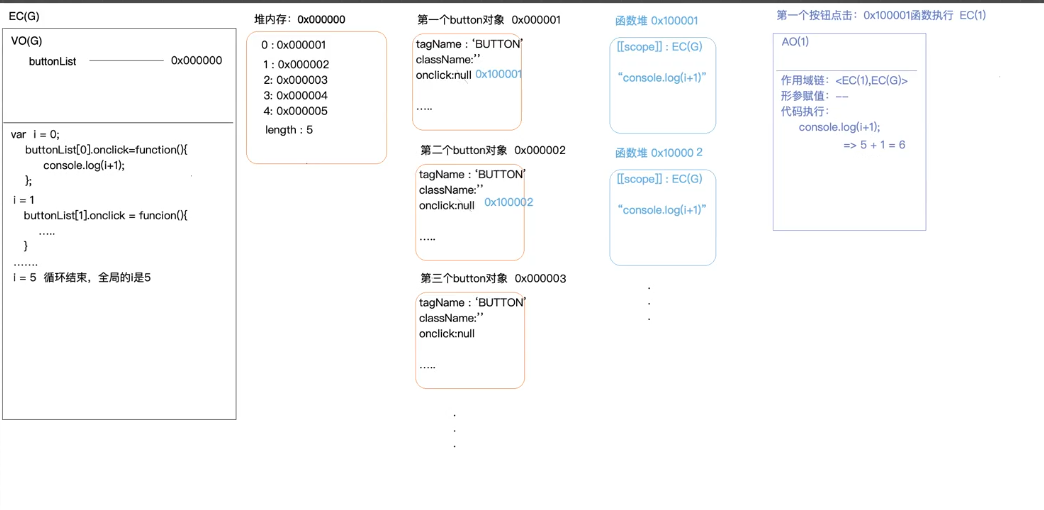 EC(G)
VO(G)
buttonList
0x000000
var i = 0;
buttonList[0].onclick=function(){
console.log(i+1);
};
i = 1
buttonList[1].onclick = funcion(){
.....
}
.......
i = 5 循环结束，全局的i是5
堆内存：0x000000
0 : 0x000001
1 : 0x000002
2: 0x000003
3: 0x000004
4: 0x000005
length : 5
第一个button对象 0x000001
tagName : ‘BUTTON’
className:’’
onclick:null 0x100001
.....
第二个button对象 0x000002
tagName : ‘BUTTON’
className:’’
onclick:null 0x100002
.....
第三个button对象 0x000003
tagName : ‘BUTTON’
className:’’
onclick:null
.....
.
.
.
函数堆 0x100001
[[scope]] : EC(G)
“console.log(i+1)”
函数堆 0x10000 2
[[scope]] : EC(G)
“console.log(i+1)”
.
.
.
第一个按钮点击：0x100001函数执行 EC(1)
AO(1)
作用域链：<EC(1),EC(G)>
形参赋值：--
代码执行：
console.log(i+1);
=> 5 + 1 = 6